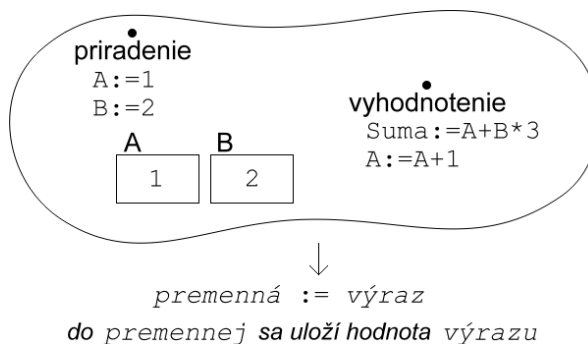 priradenie
A:=1
B:=2
A B
1 2
vyhodnotenie
Suma:=A+B*3
A:=A+1
premenná := výraz
do premennej sa uloží hodnota výrazu